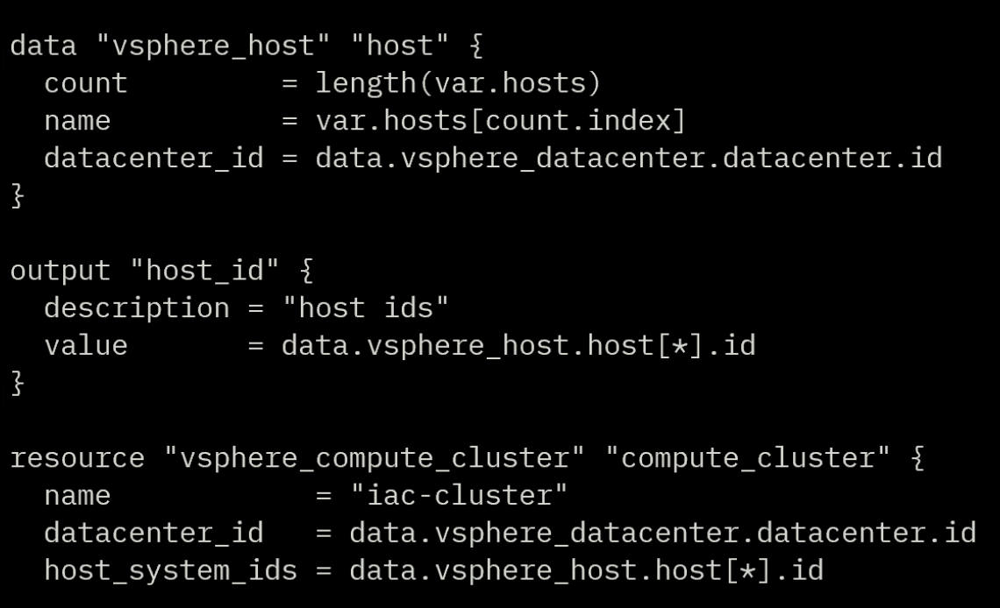 data "vsphere_host" "host" {
  count         = length(var.hosts)
  name          = var.hosts[count.index]
  datacenter_id = data.vsphere_datacenter.datacenter.id
}

output "host_id" {
  description = "host ids"
  value       = data.vsphere_host.host[*].id
}

resource "vsphere_compute_cluster" "compute_cluster" {
  name            = "iac-cluster"
  datacenter_id   = data.vsphere_datacenter.datacenter.id
  host_system_ids = data.vsphere_host.host[*].id